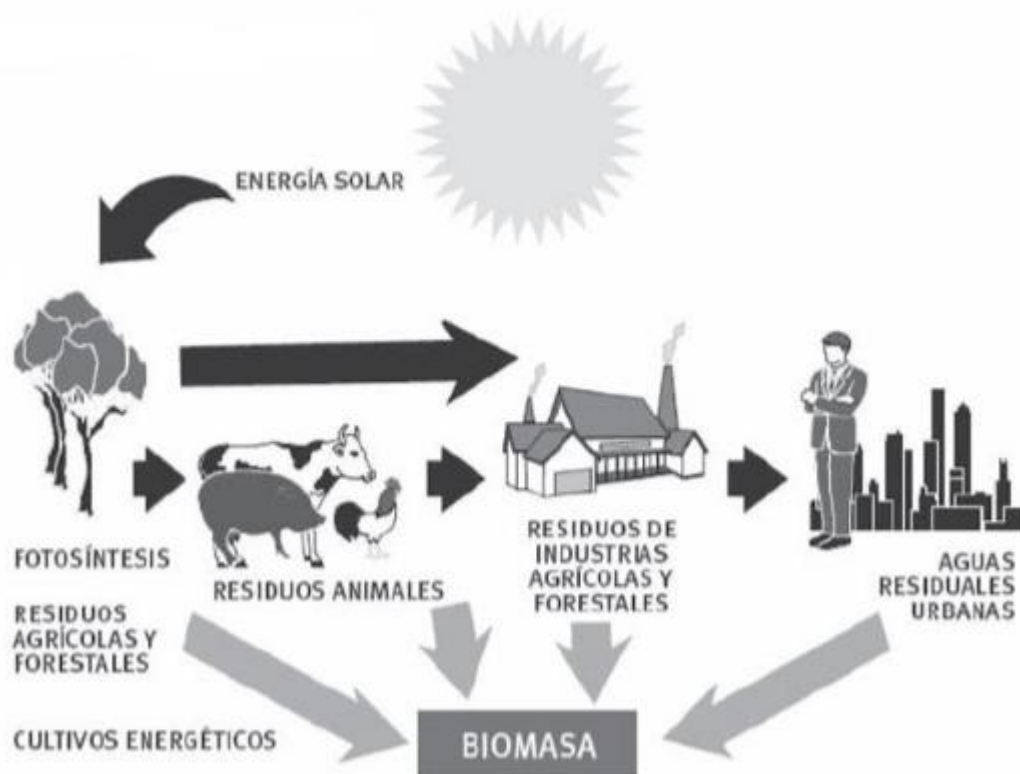 ENERGÍA SOLAR
FOTOSÍNTESIS
RESIDUOS
AGRÍCOLAS Y
FORESTALES
CULTIVOS ENERGÉTICOS
RESIDUOS ANIMALES
RESIDUOS DE
INDUSTRIAS
AGRÍCOLAS Y
FORESTALES
AGUAS
RESIDUALES
URBANAS
BIOMASA